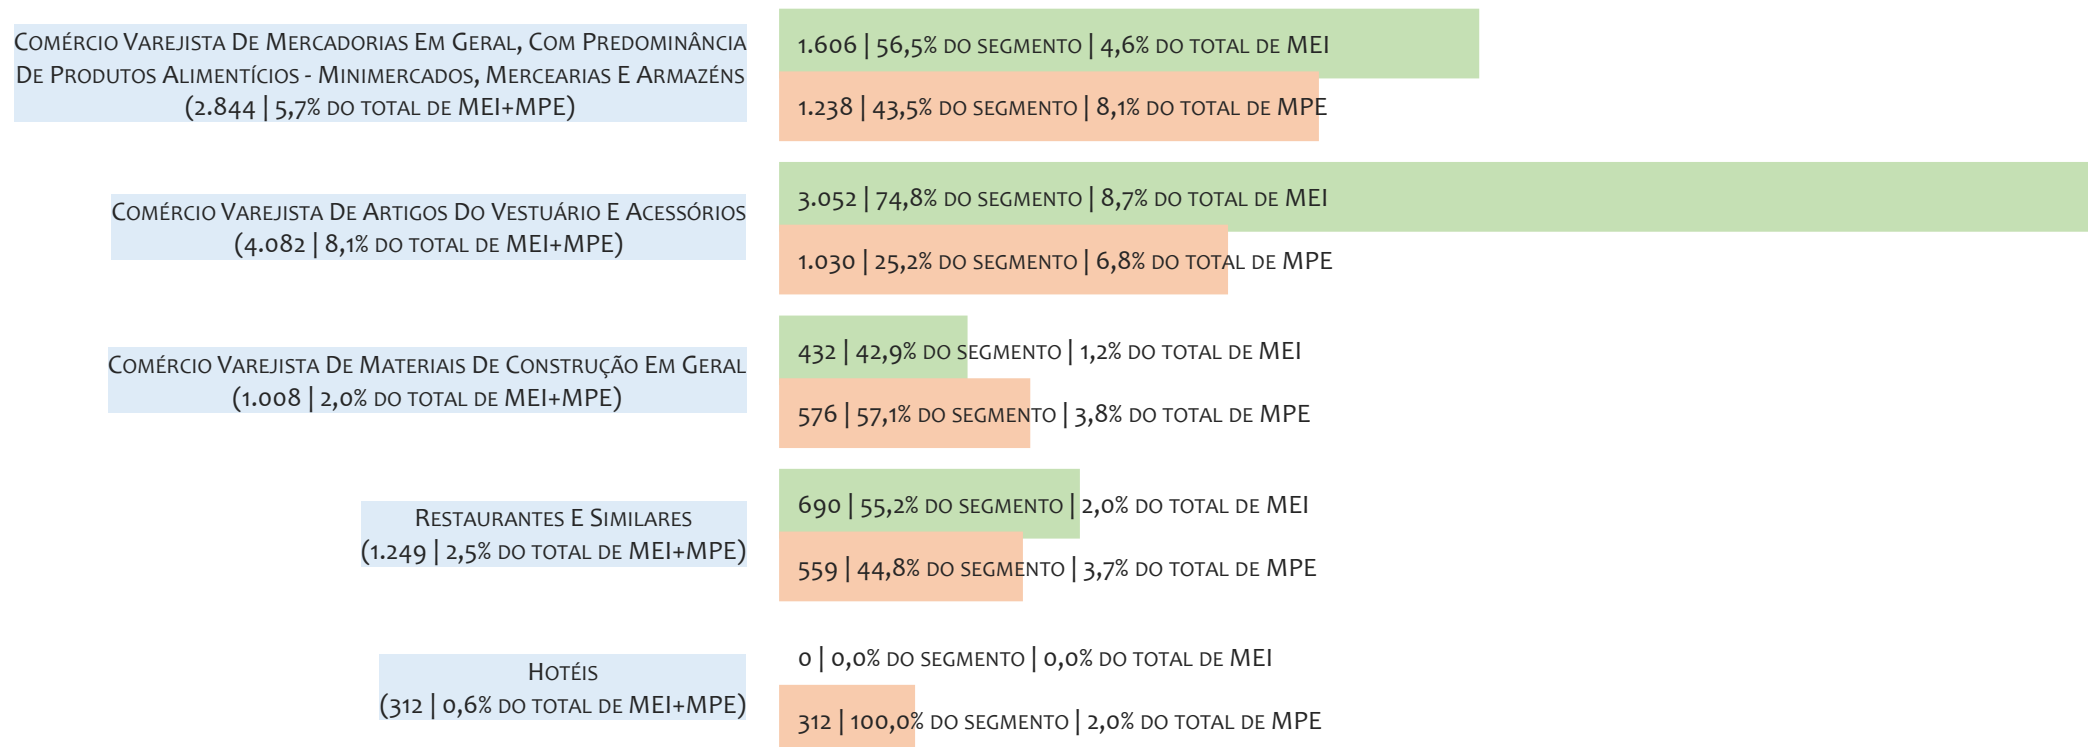 Comércio Varejista De Mercadorias Em Geral, Com Predominância
De Produtos Alimentícios - Minimercados, Mercearias E Armazéns
(2.844 | 5,7% do total de MEI+MPE)
1.606 | 56,5% do segmento | 4,6% do total de MEI
1.238 | 43,5% do segmento | 8,1% do total de MPE
Comércio Varejista De Artigos Do Vestuário E Acessórios
(4.082 | 8,1% do total de MEI+MPE)
3.052 | 74,8% do segmento | 8,7% do total de MEI
1.030 | 25,2% do segmento | 6,8% do total de MPE
Comércio Varejista De Materiais De Construção Em Geral
(1.008 | 2,0% do total de MEI+MPE)
432 | 42,9% do segmento | 1,2% do total de MEI
576 | 57,1% do segmento | 3,8% do total de MPE
Restaurantes E Similares
(1.249 | 2,5% do total de MEI+MPE)
690 | 55,2% do segmento | 2,0% do total de MEI
559 | 44,8% do segmento | 3,7% do total de MPE
Hotéis
(312 | 0,6% do total de MEI+MPE)
0 | 0,0% do segmento | 0,0% do total de MEI
312 | 100,0% do segmento | 2,0% do total de MPE